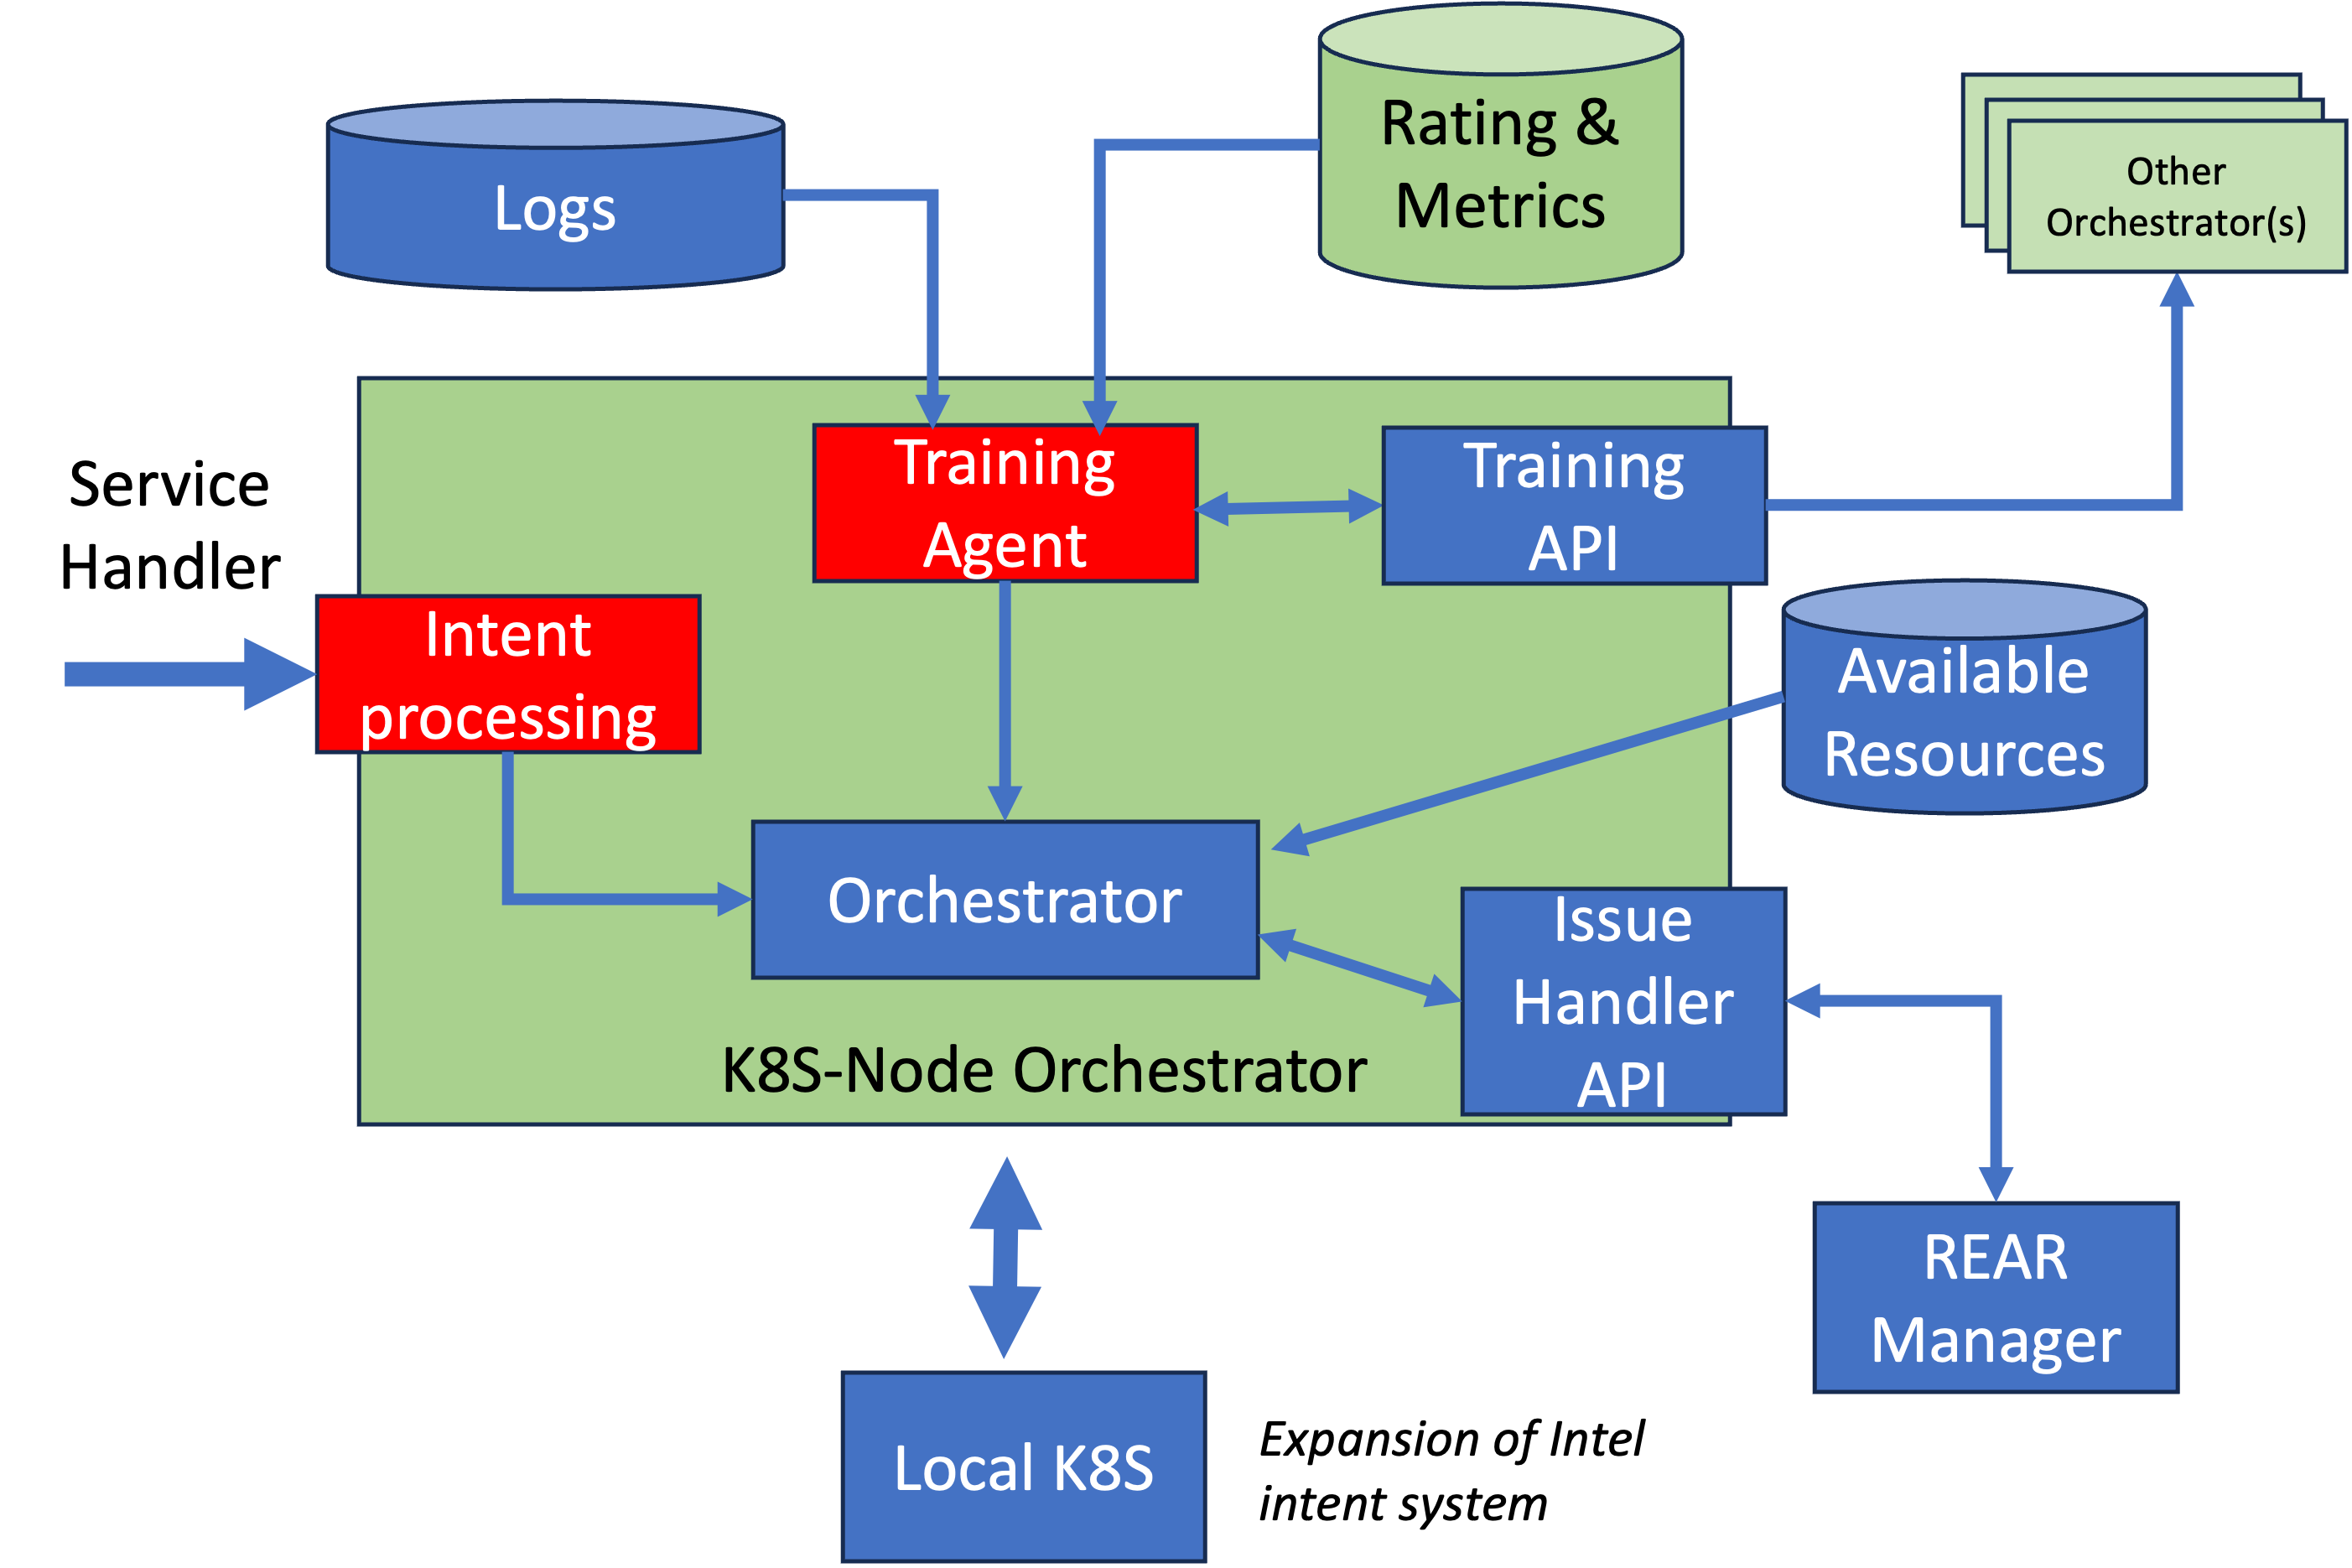 Rating &
Metrics
Logs
Other
Orchestrator(s)
Service
Handler
Training
Agent
Training
API
Intent
processing
Available
Resources
Orchestrator
Issue
Handler
API
K8S-Node Orchestrator
REAR
Manager
Local K8S
Expansion of Intel
intent system